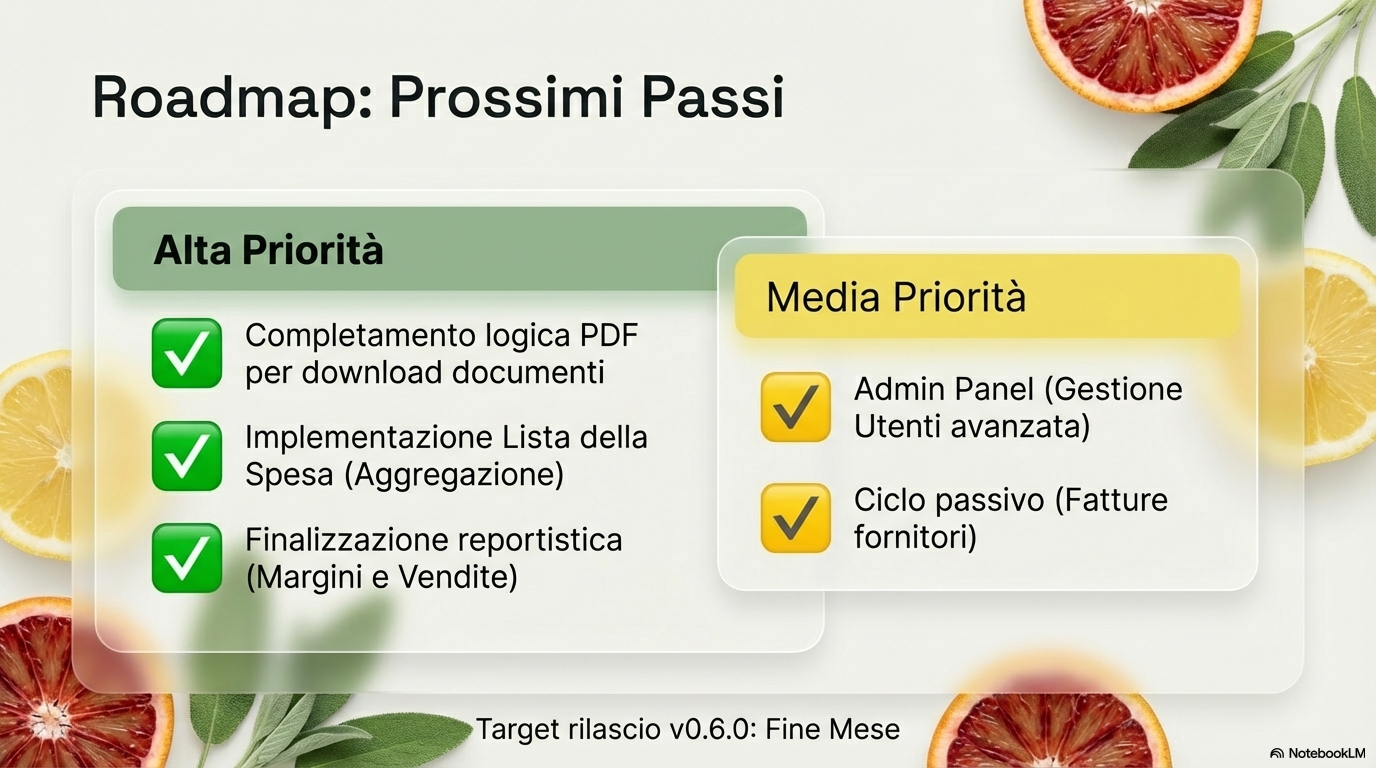 Roadmap: Prossimi Passi
Alta Priorità
Completamento logica PDF
per download documenti
Implementazione Lista della
Spesa (Aggregazione)
Finalizzazione reportistica
(Margini e Vendite)
Media Priorità
Admin Panel (Gestione
Utenti avanzata)
Ciclo passivo (Fatture
fornitori)
Target rilascio v0.6.0: Fine Mese
NotebookLM